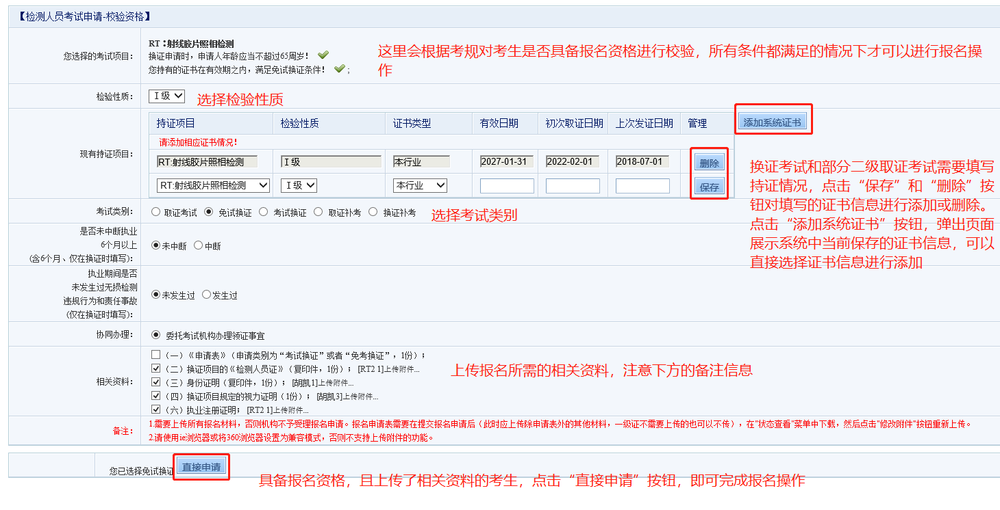 【检测人员考试申请-校验资格】
您选择的考试项目：
RT：射线胶片照相检测
换证申请时，申请人年龄应当不超过65周岁！
您持有的证书在有效期之内，满足免试换证条件！ ；
这里会根据考规对考生是否具备报名资格进行校验，所有条件都满足的情况下才可以进行报名操
作
检验性质：
Ⅰ级
选择检验性质
现有持证项目：
持证项目 检验性质 证书类型 有效日期 初次取证日期 上次发证日期 管理
添加系统证书
请添加相应证书情况！
RT:射线胶片照相检测 Ⅰ级 本行业 2027-01-31 2022-02-01 2018-07-01 删除
RT:射线胶片照相检测 Ⅰ级 本行业 保存
换证考试和部分二级取证考试需要填写
持证情况，点击“保存”和“删除”按
钮对填写的证书信息进行添加或删除。
点击“添加系统证书”按钮，弹出页面
展示系统中当前保存的证书信息，可以
直接选择证书信息进行添加
考试类别：
取证考试 免试换证 考试换证 取证补考 换证补考
选择考试类别
是否未中断执业
6个月以上
(含6个月、仅在换证时填写)：
未中断 中断
执业期间是否
未发生过无损检测
违规行为和责任事故
(仅在换证时填写)：
未发生过 发生过
协同办理：
委托考试机构办理领证事宜
相关资料：
（一）《申请表》（申请类别为“考试换证”或者“免考换证”，1份）；
（二）换证项目的《检测人员证》（复印件，1份）； [RT2 1]上传附件...
（三）身份证明（复印件，1份）； [胡凯1]上传附件...
（四）换证项目规定的视力证明（1份）； [胡凯3]上传附件...
（六）执业注册证明； [RT2 1]上传附件...
上传报名所需的相关资料，注意下方的备注信息
备注：
1.需要上传所有报名材料，否则机构不予受理报名申请。报名申请表需要在提交报名申请后（此时应上传除申请表外的其他材料，一级证不需要上传的也可以不传），在"状态查看"菜单中下载，然后点击"修改附件"按钮重新上传。
2.请使用ie浏览器或将360浏览器设置为兼容模式，否则不支持上传附件的功能。
您已选择免试换证
直接申请
具备报名资格，且上传了相关资料的考生，点击“直接申请”按钮，即可完成报名操作